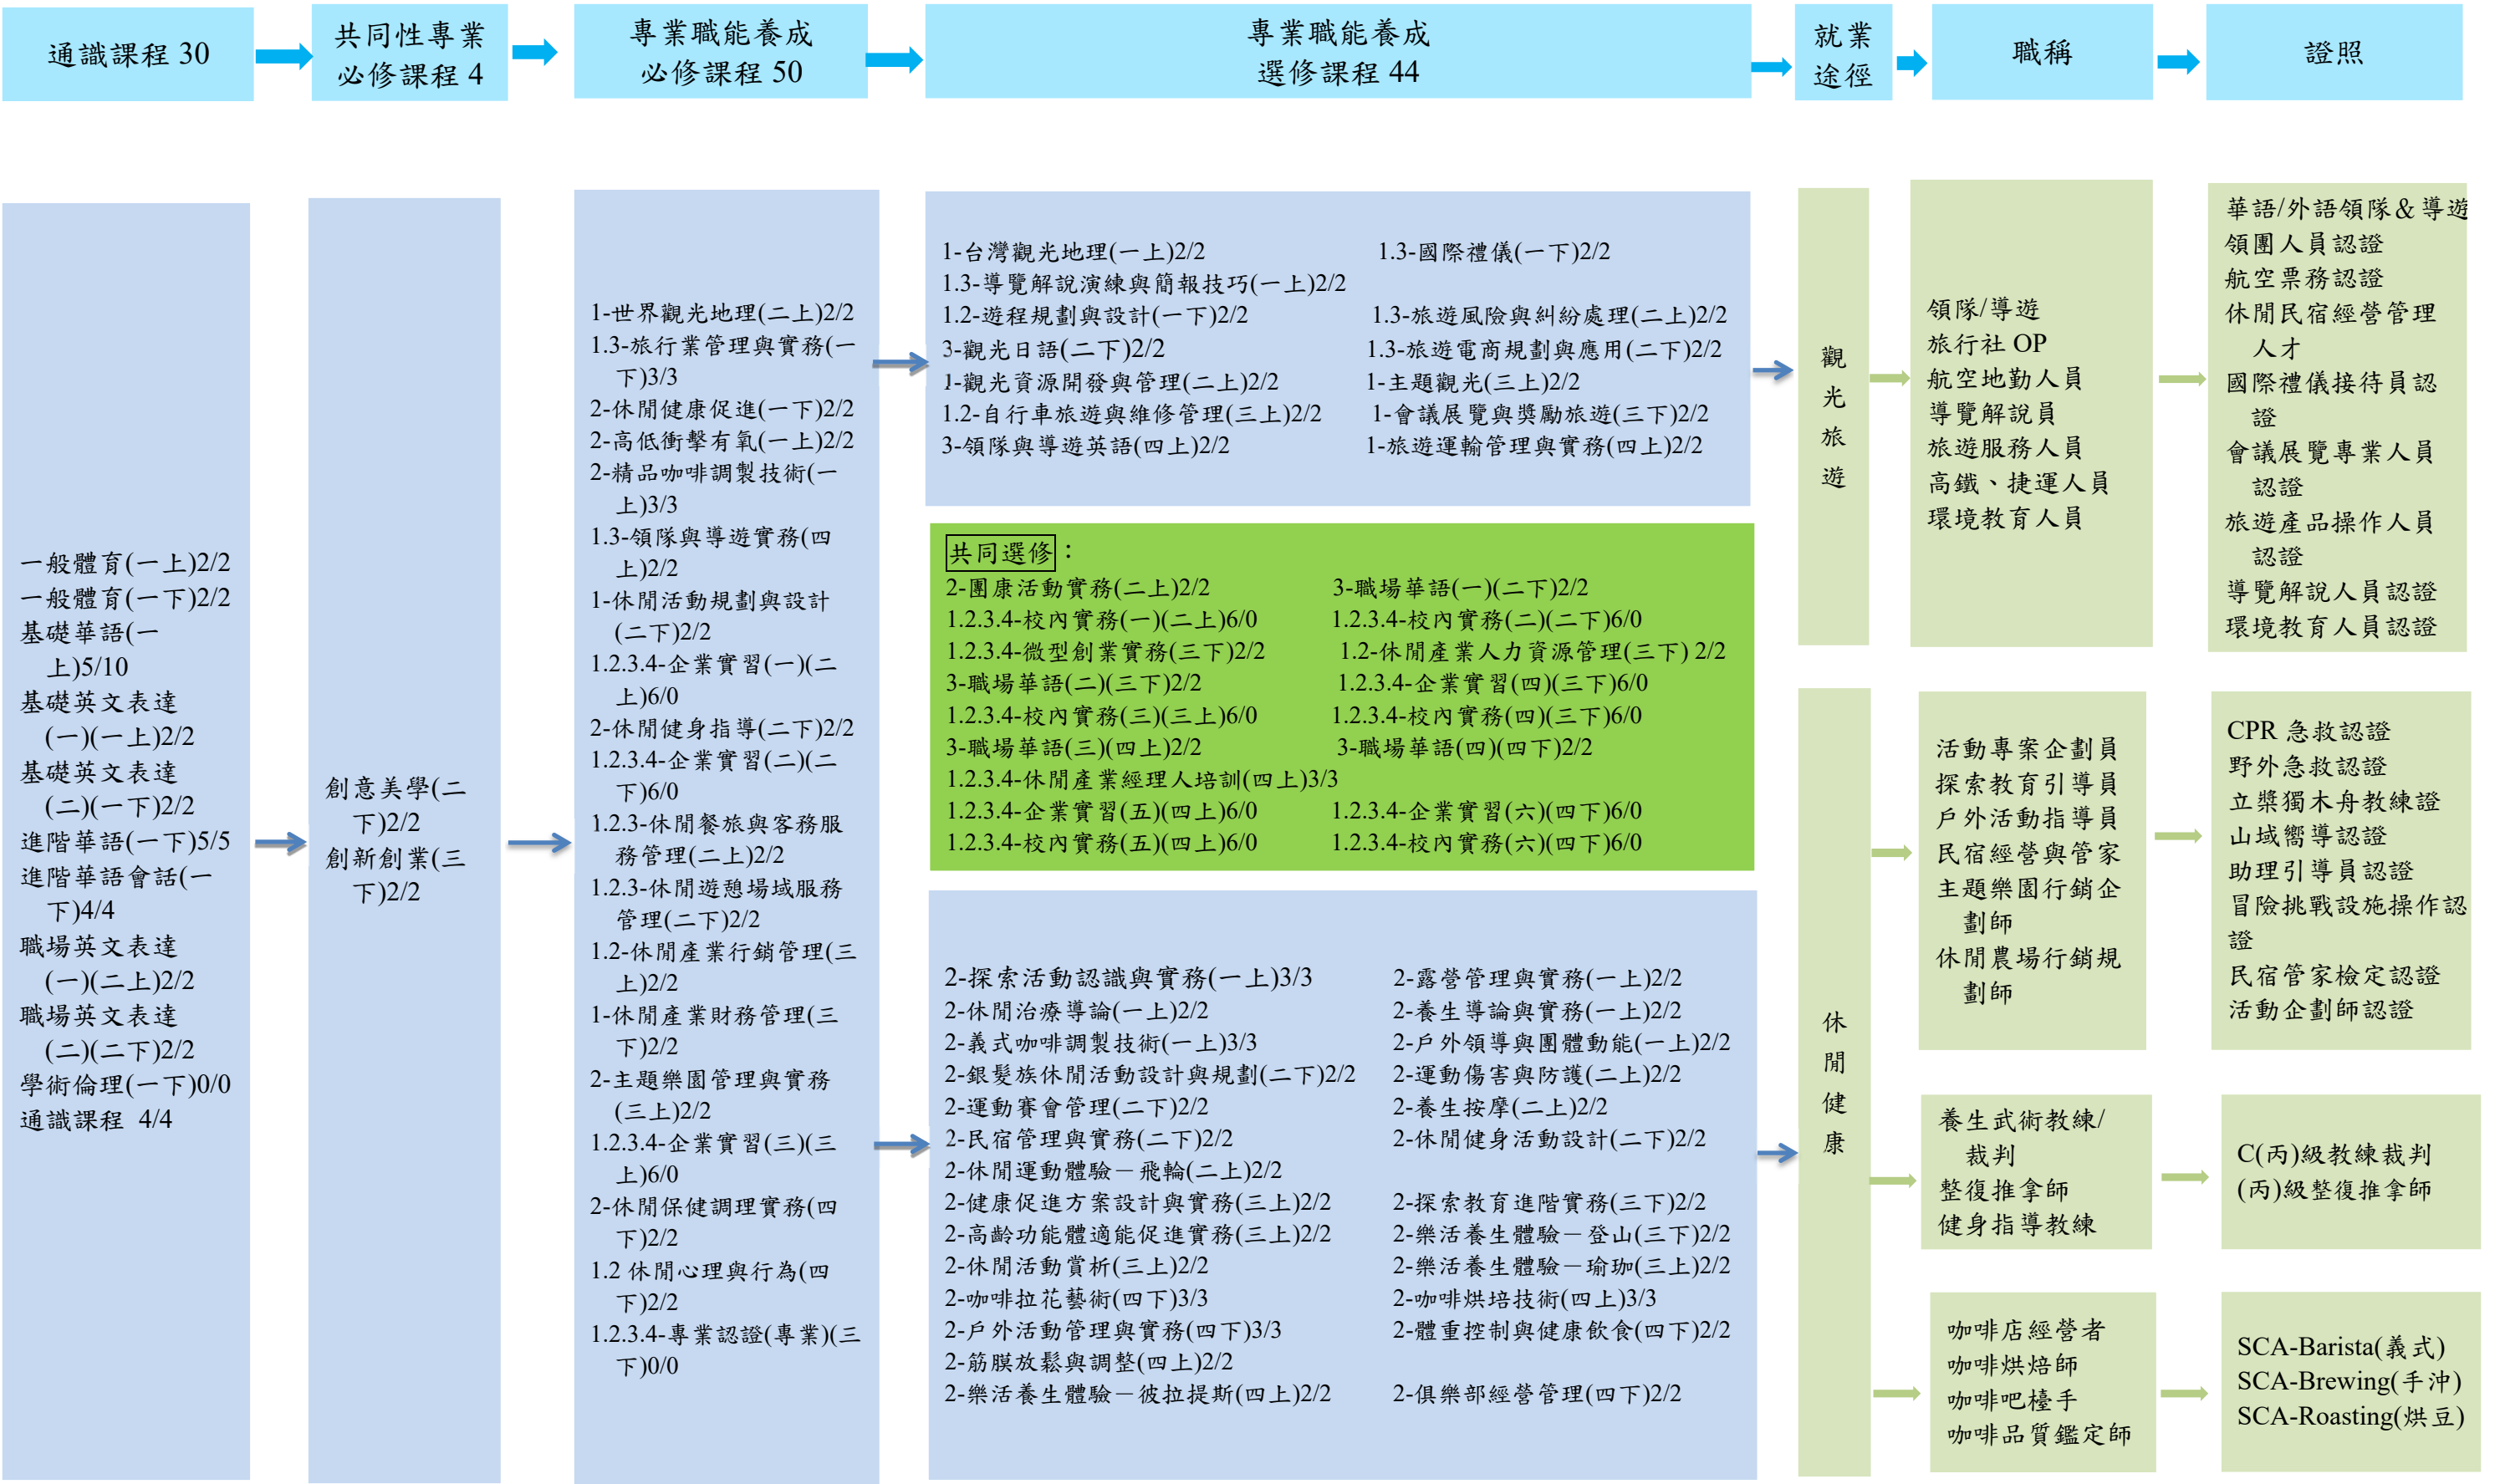 通識課程 30
共同性專業
必修課程 4
專業職能養成
必修課程 50
專業職能養成
選修課程 44
就業
途徑
職稱
證照
一般體育(一上)2/2
一般體育(一下)2/2
基礎華語(一
上)5/10
基礎英文表達
(一)(一上)2/2
基礎英文表達
(二)(一下)2/2
進階華語(一下)5/5
進階華語會話(一
下)4/4
職場英文表達
(一)(二上)2/2
職場英文表達
(二)(二下)2/2
學術倫理(一下)0/0
通識課程 4/4
創意美學(二
下)2/2
創新創業(三
下)2/2
1-世界觀光地理(二上)2/2
1.3-旅行業管理與實務(一
下)3/3
2-休閒健康促進(一下)2/2
2-高低衝擊有氧(一上)2/2
2-精品咖啡調製技術(一
上)3/3
1.3-領隊與導遊實務(四
上)2/2
1-休閒活動規劃與設計
(二下)2/2
1.2.3.4-企業實習(一)(二
上)6/0
2-休閒健身指導(二下)2/2
1.2.3.4-企業實習(二)(二
下)6/0
1.2.3-休閒餐旅與客務服
務管理(二上)2/2
1.2.3-休閒遊憩場域服務
管理(二下)2/2
1.2-休閒產業行銷管理(三
上)2/2
1-休閒產業財務管理(三
下)2/2
2-主題樂園管理與實務
(三上)2/2
1.2.3.4-企業實習(三)(三
上)6/0
2-休閒保健調理實務(四
下)2/2
1.2 休閒心理與行為(四
下)2/2
1.2.3.4-專業認證(專業)(三
下)0/0
1-台灣觀光地理(一上)2/2 1.3-國際禮儀(一下)2/2
1.3-導覽解說演練與簡報技巧(一上)2/2
1.2-遊程規劃與設計(一下)2/2 1.3-旅遊風險與糾紛處理(二上)2/2
3-觀光日語(二下)2/2 1.3-旅遊電商規劃與應用(二下)2/2
1-觀光資源開發與管理(二上)2/2 1-主題觀光(三上)2/2
1.2-自行車旅遊與維修管理(三上)2/2 1-會議展覽與獎勵旅遊(三下)2/2
3-領隊與導遊英語(四上)2/2 1-旅遊運輸管理與實務(四上)2/2
共同選修：
2-團康活動實務(二上)2/2 3-職場華語(一)(二下)2/2
1.2.3.4-校內實務(一)(二上)6/0 1.2.3.4-校內實務(二)(二下)6/0
1.2.3.4-微型創業實務(三下)2/2 1.2-休閒產業人力資源管理(三下) 2/2
3-職場華語(二)(三下)2/2 1.2.3.4-企業實習(四)(三下)6/0
1.2.3.4-校內實務(三)(三上)6/0 1.2.3.4-校內實務(四)(三下)6/0
3-職場華語(三)(四上)2/2 3-職場華語(四)(四下)2/2
1.2.3.4-休閒產業經理人培訓(四上)3/3
1.2.3.4-企業實習(五)(四上)6/0 1.2.3.4-企業實習(六)(四下)6/0
1.2.3.4-校內實務(五)(四上)6/0 1.2.3.4-校內實務(六)(四下)6/0
2-探索活動認識與實務(一上)3/3 2-露營管理與實務(一上)2/2
2-休閒治療導論(一上)2/2 2-養生導論與實務(一上)2/2
2-義式咖啡調製技術(一上)3/3 2-戶外領導與團體動能(一上)2/2
2-銀髮族休閒活動設計與規劃(二下)2/2 2-運動傷害與防護(二上)2/2
2-運動賽會管理(二下)2/2 2-養生按摩(二上)2/2
2-民宿管理與實務(二下)2/2 2-休閒健身活動設計(二下)2/2
2-休閒運動體驗－飛輪(二上)2/2
2-健康促進方案設計與實務(三上)2/2 2-探索教育進階實務(三下)2/2
2-高齡功能體適能促進實務(三上)2/2 2-樂活養生體驗－登山(三下)2/2
2-休閒活動賞析(三上)2/2 2-樂活養生體驗－瑜珈(三上)2/2
2-咖啡拉花藝術(四下)3/3 2-咖啡烘培技術(四上)3/3
2-戶外活動管理與實務(四下)3/3 2-體重控制與健康飲食(四下)2/2
2-筋膜放鬆與調整(四上)2/2
2-樂活養生體驗－彼拉提斯(四上)2/2 2-俱樂部經營管理(四下)2/2
觀
光
旅
遊
休
閒
健
康
領隊/導遊
旅行社 OP
航空地勤人員
導覽解說員
旅遊服務人員
高鐵、捷運人員
環境教育人員
華語/外語領隊＆導遊
領團人員認證
航空票務認證
休閒民宿經營管理
人才
國際禮儀接待員認
證
會議展覽專業人員
認證
旅遊產品操作人員
認證
導覽解說人員認證
環境教育人員認證
活動專案企劃員
探索教育引導員
戶外活動指導員
民宿經營與管家
主題樂園行銷企
劃師
休閒農場行銷規
劃師
CPR 急救認證
野外急救認證
立槳獨木舟教練證
山域嚮導認證
助理引導員認證
冒險挑戰設施操作認
證
民宿管家檢定認證
活動企劃師認證
養生武術教練/
裁判
整復推拿師
健身指導教練
C(丙)級教練裁判
(丙)級整復推拿師
咖啡店經營者
咖啡烘焙師
咖啡吧檯手
咖啡品質鑑定師
SCA-Barista(義式)
SCA-Brewing(手沖)
SCA-Roasting(烘豆)